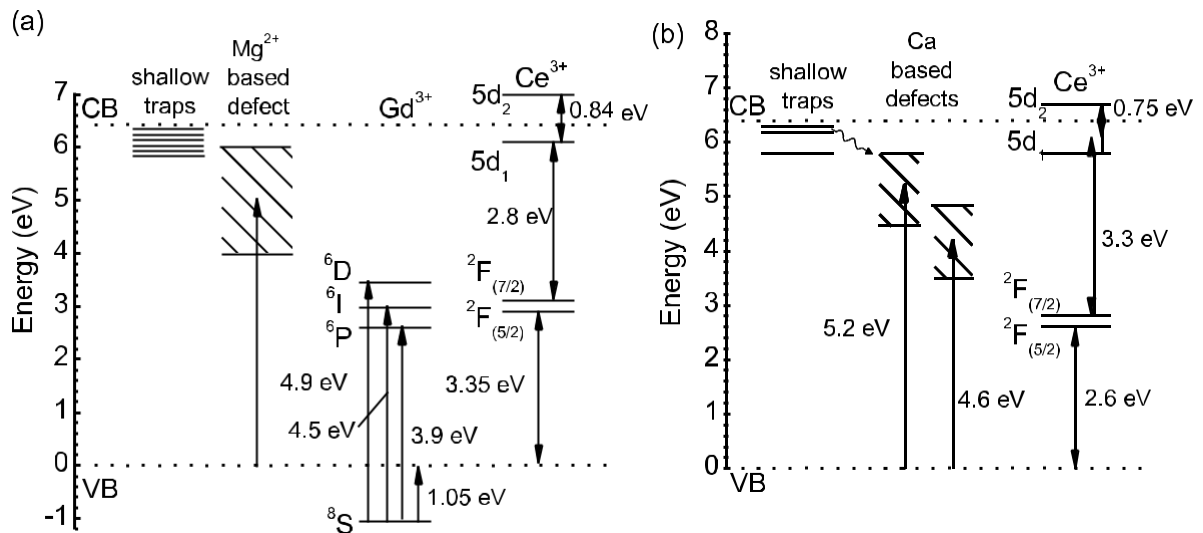 (a)
Mg²⁺
based
defect
shallow
traps
Gd³⁺
Ce³⁺
5d₂
0.84 eV
CB
5d₁
2.8 eV
⁶D
⁶I
⁶P
²F₍₇/₂₎
²F₍₅/₂₎
4.9 eV
4.5 eV
3.9 eV
3.35 eV
1.05 eV
VB
⁸S
7
6
5
4
3
2
1
0
-1
Energy (eV)
(b)
Ca
based
defects
shallow
traps
Ce³⁺
5d₂
0.75 eV
CB
5d₁
3.3 eV
²F₍₇/₂₎
²F₍₅/₂₎
5.2 eV
4.6 eV
2.6 eV
VB
8
7
6
5
4
3
2
1
0
Energy (eV)